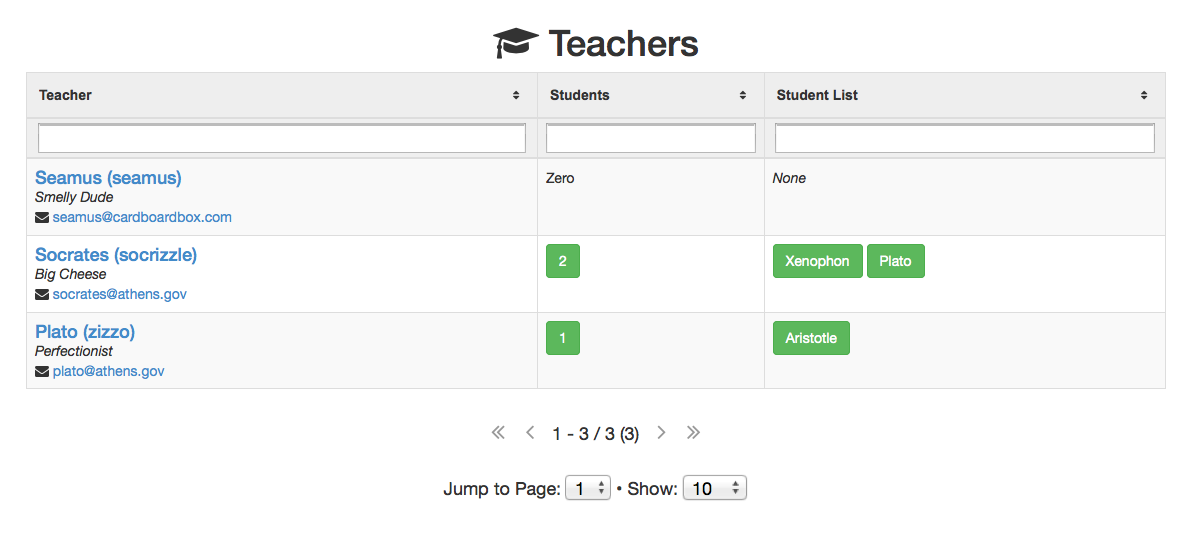 Teachers
Teacher Students Student List
Seamus (seamus) Zero None
Smelly Dude
seamus@cardboardbox.com
Socrates (socrizzle) 2 Xenophon Plato
Big Cheese
socrates@athens.gov
Plato (zizzo) 1 Aristotle
Perfectionist
plato@athens.gov
1 - 3 / 3 (3)
Jump to Page: 1 • Show: 10